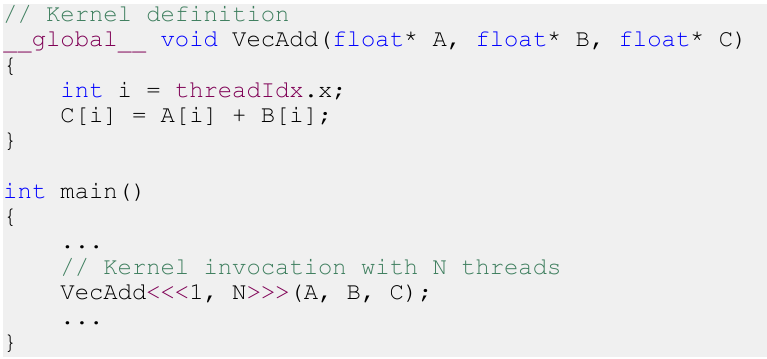 // Kernel definition
__global__ void VecAdd(float* A, float* B, float* C)
{
    int i = threadIdx.x;
    C[i] = A[i] + B[i];
}

int main()
{
    ...
    // Kernel invocation with N threads
    VecAdd<<<1, N>>>(A, B, C);
    ...
}